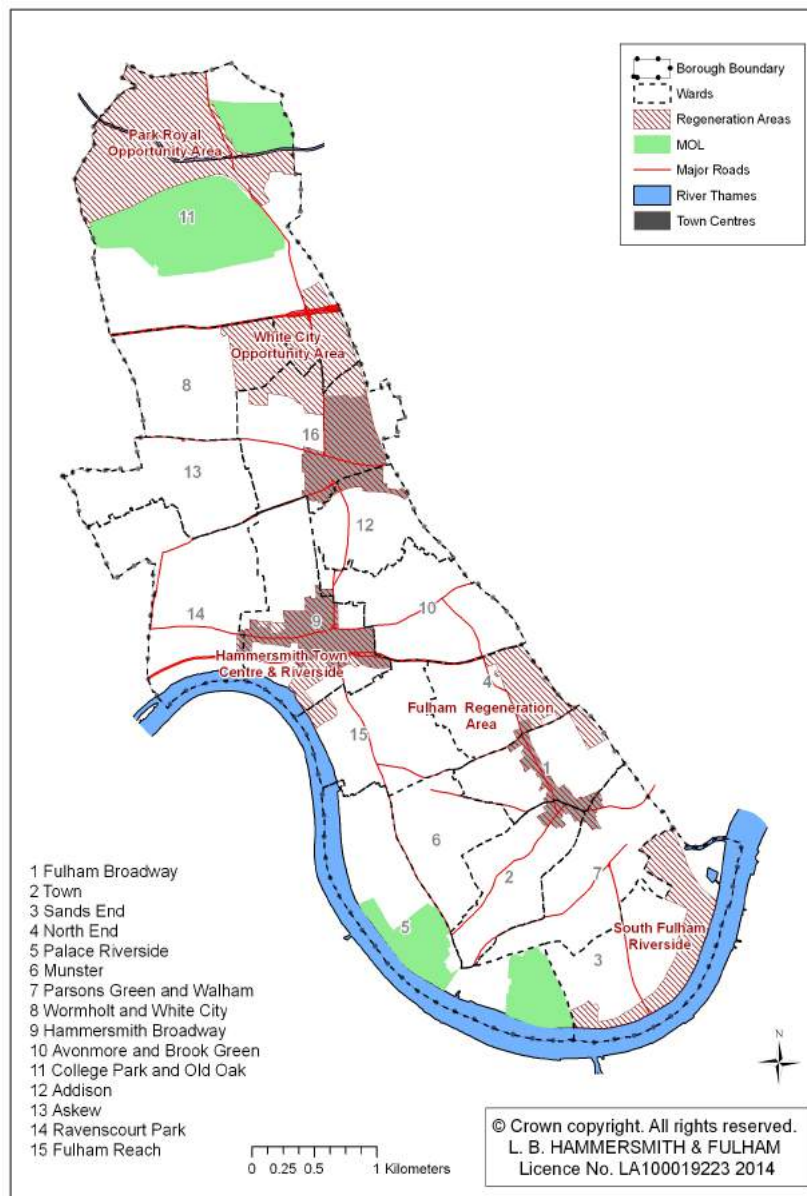 Borough Boundary
Wards
Regeneration Areas
MOL
Major Roads
River Thames
Town Centres
Park Royal
Opportunity Area
11
White City
Opportunity Area
8
16
13
12
14
9
10
Hammersmith Town
Centre & Riverside
4
Fulham Regeneration
Area
15
1
6
2
7
5
South Fulham
Riverside
3
1 Fulham Broadway
2 Town
3 Sands End
4 North End
5 Palace Riverside
6 Munster
7 Parsons Green and Walham
8 Wormholt and White City
9 Hammersmith Broadway
10 Avonmore and Brook Green
11 College Park and Old Oak
12 Addison
13 Askew
14 Ravenscourt Park
15 Fulham Reach
0 0.25 0.5 1 Kilometers
N
© Crown copyright. All rights reserved.
L. B. HAMMERSMITH & FULHAM
Licence No. LA100019223 2014